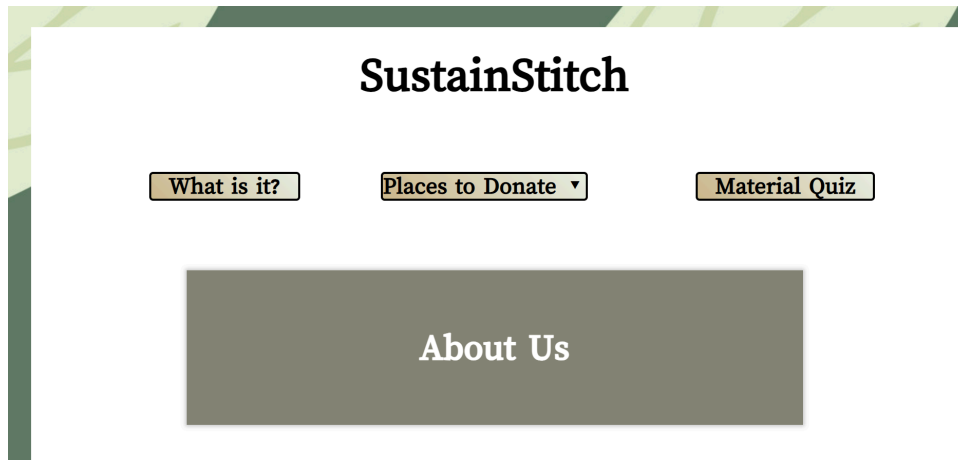 SustainStitch
What is it?
Places to Donate ▼
Material Quiz
About Us